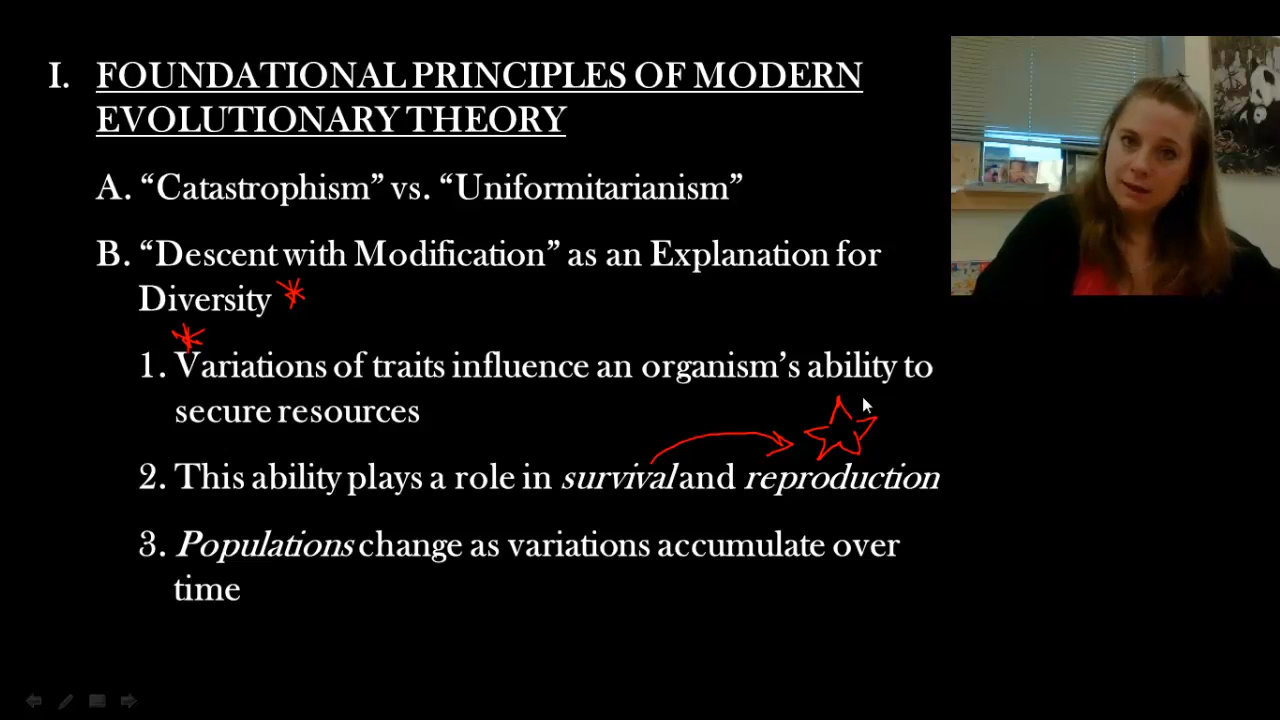 I. FOUNDATIONAL PRINCIPLES OF MODERN
EVOLUTIONARY THEORY
A. “Catastrophism” vs. “Uniformitarianism”
B. “Descent with Modification” as an Explanation for
Diversity
1. Variations of traits influence an organism’s ability to
secure resources
2. This ability plays a role in survival and reproduction
3. Populations change as variations accumulate over
time